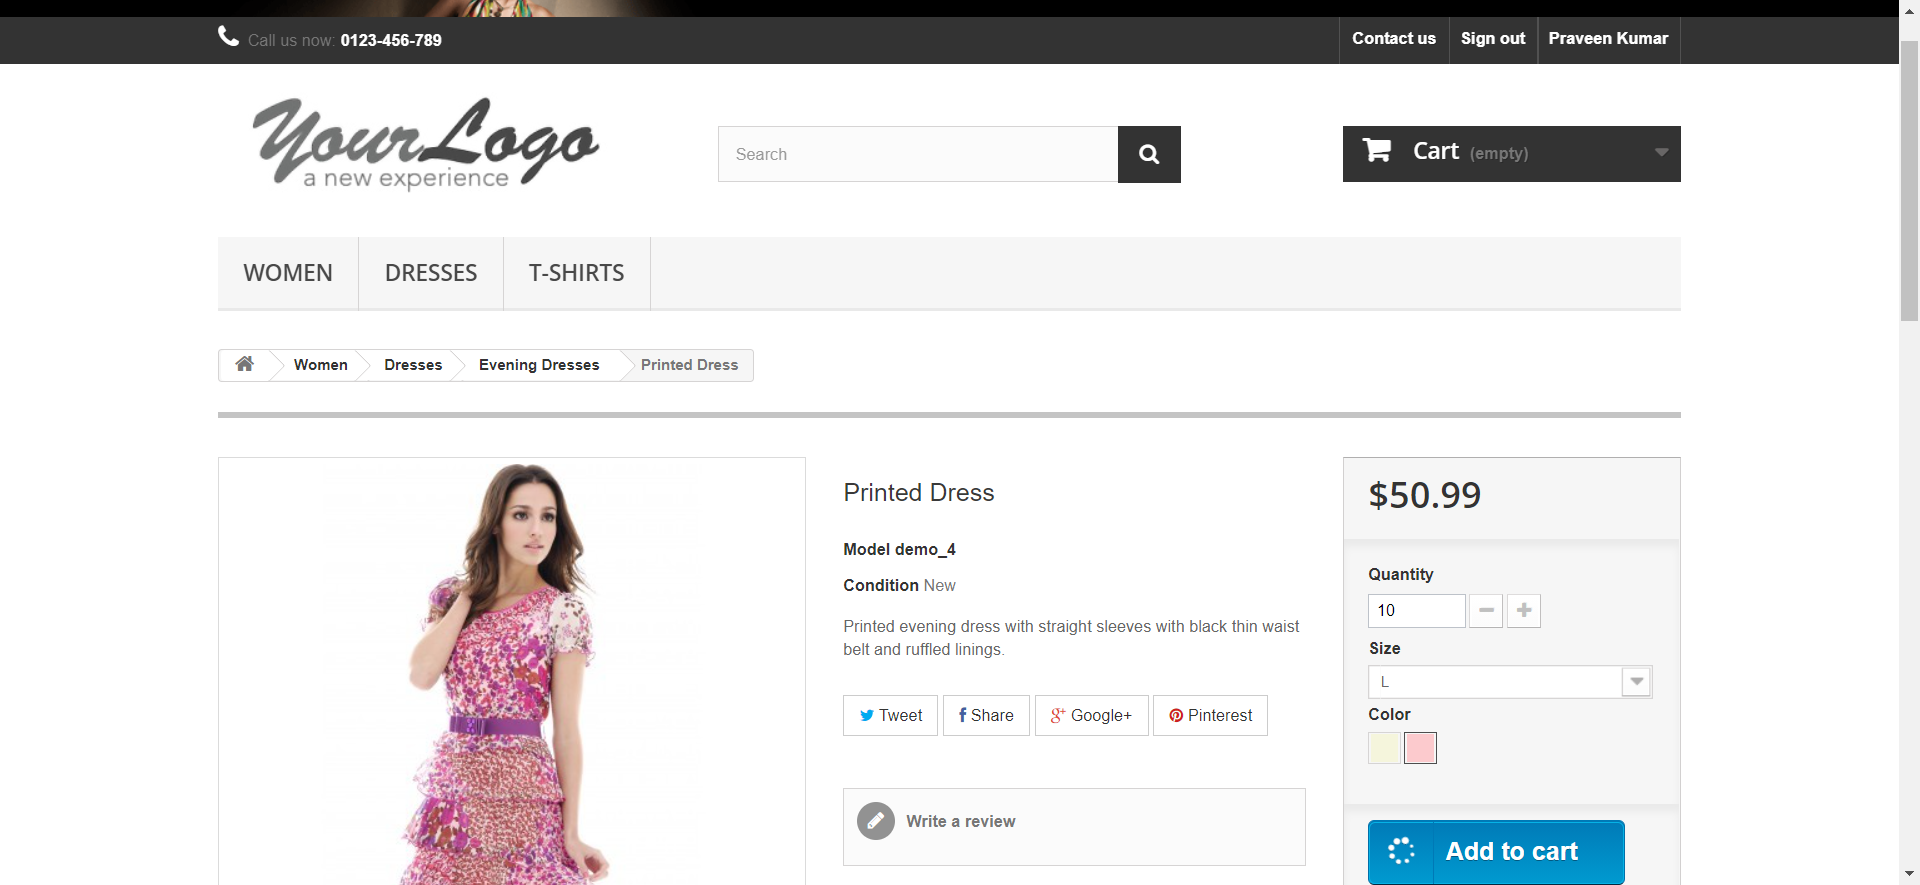 Call us now: 0123-456-789
Contact us
Sign out
Praveen Kumar
YourLogo
a new experience
Search
Cart (empty)
WOMEN
DRESSES
T-SHIRTS
Women
Dresses
Evening Dresses
Printed Dress
Printed Dress
Model demo_4
Condition New
Printed evening dress with straight sleeves with black thin waist
belt and ruffled linings.
Tweet
Share
Google+
Pinterest
Write a review
$50.99
Quantity
10
Size
L
Color
Add to cart